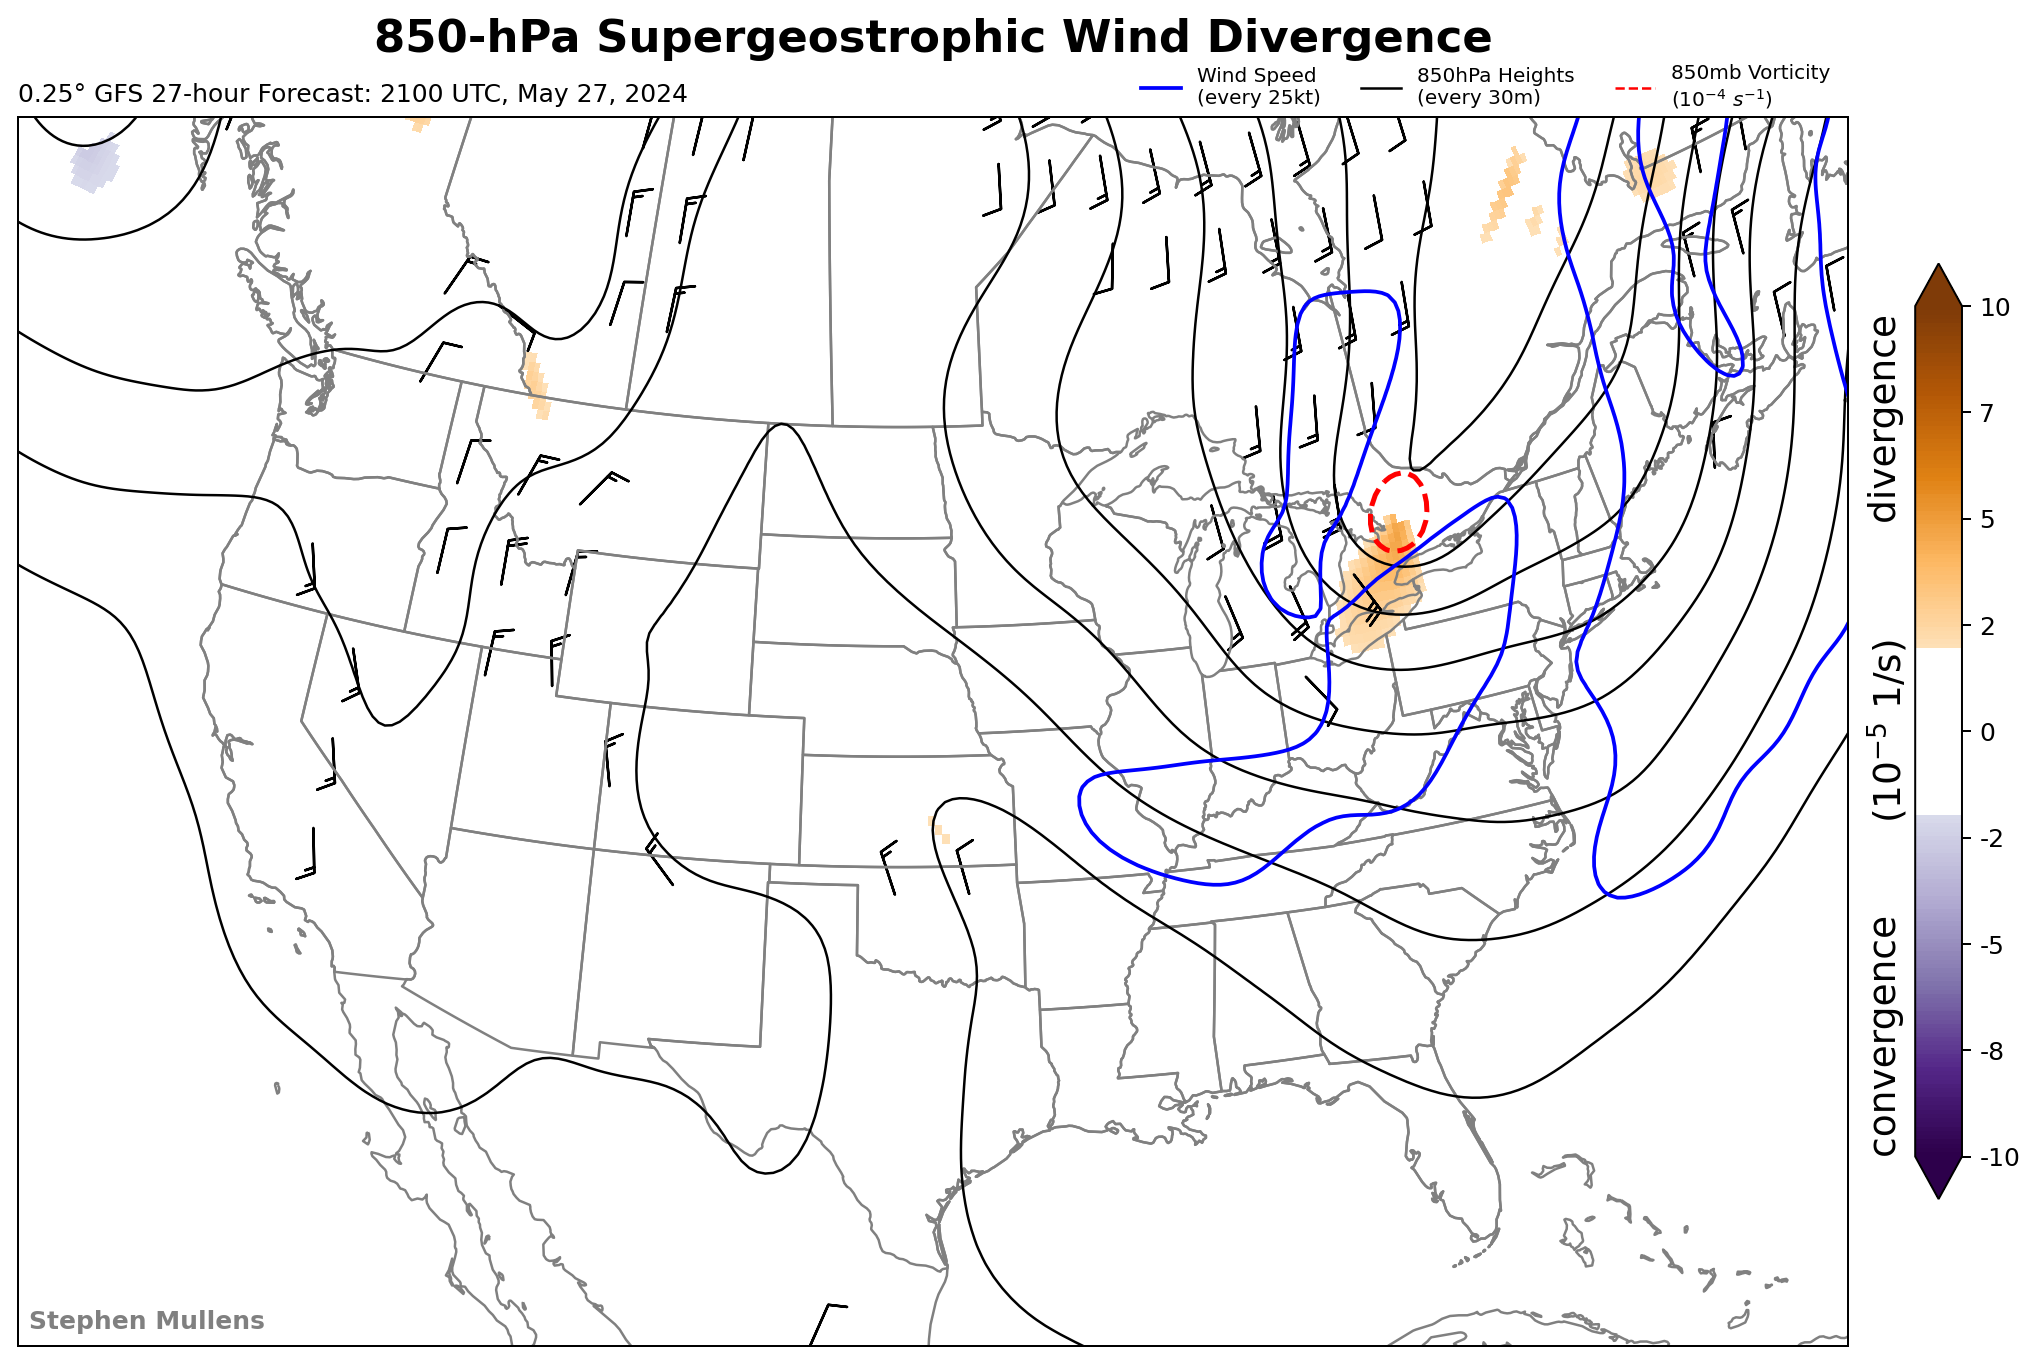 850-hPa Supergeostrophic Wind Divergence
0.25° GFS 27-hour Forecast: 2100 UTC, May 27, 2024
Wind Speed
(every 25kt)
850hPa Heights
(every 30m)
850mb Vorticity
(10⁻⁴ s⁻¹)
10
7
5
2
0
-2
-5
-8
-10
convergence (10⁻⁵ 1/s) divergence
Stephen Mullens